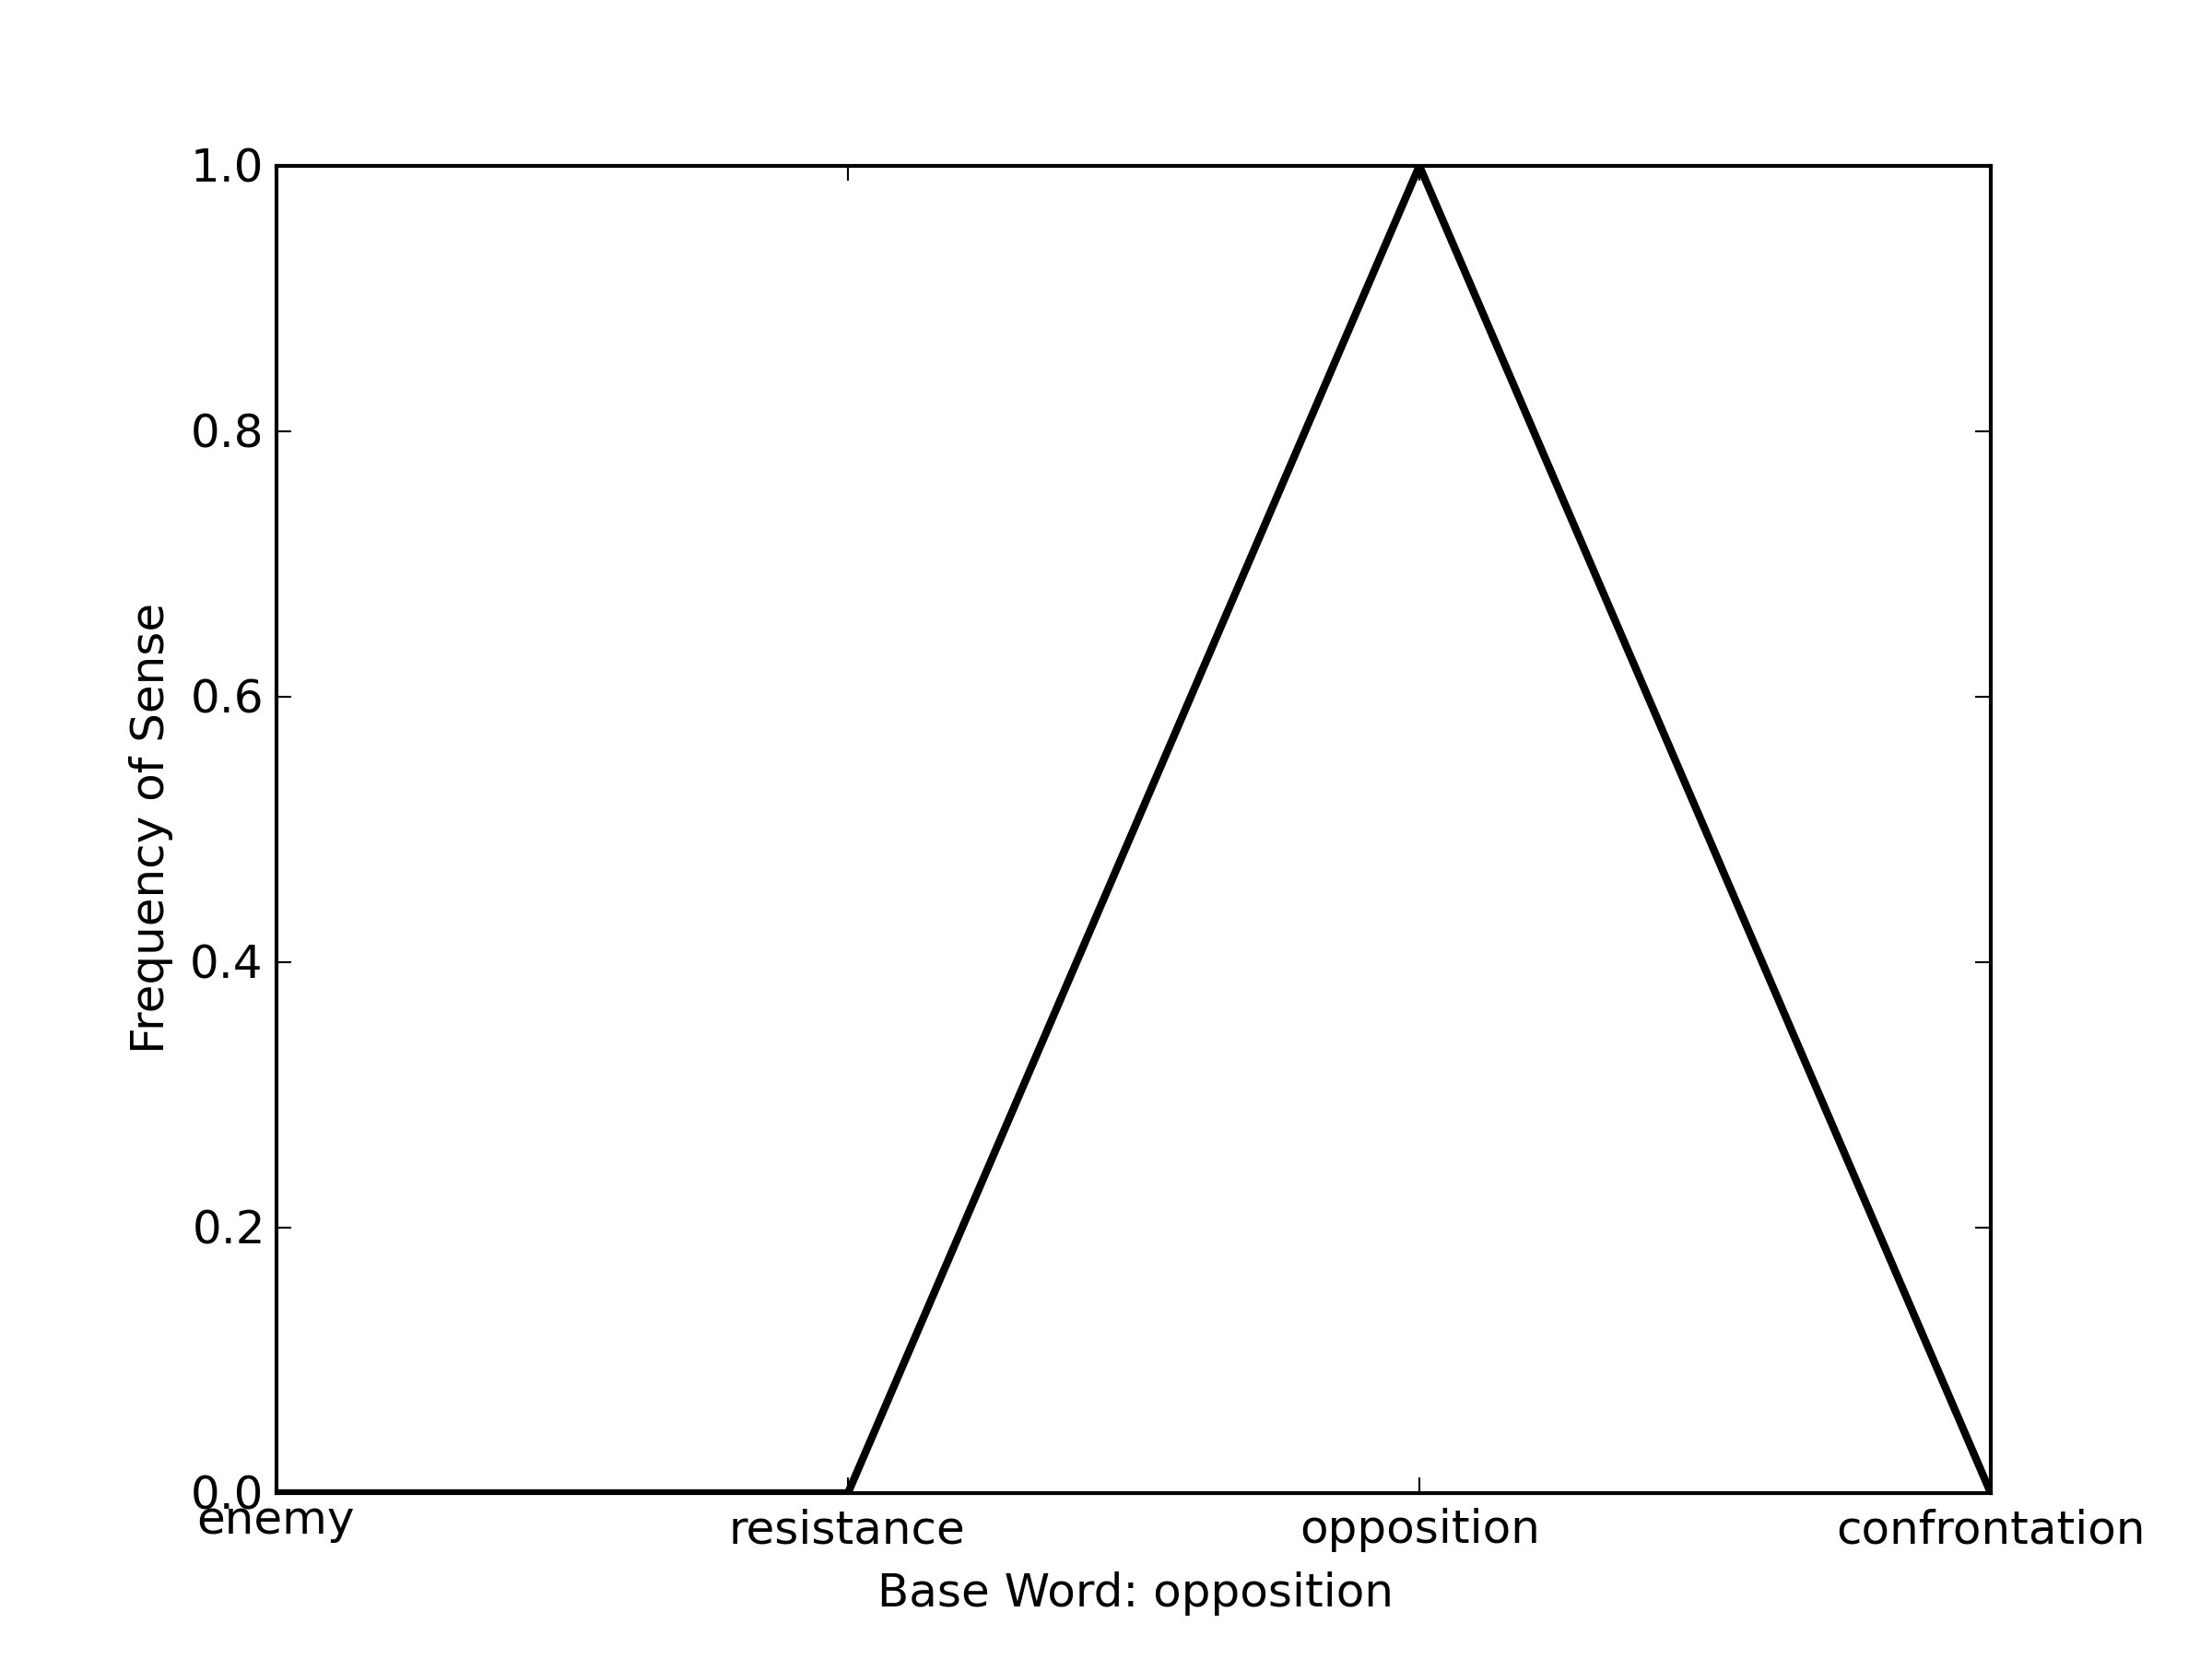 1.0
0.8
0.6
0.4
0.2
0.0
Frequency of Sense
enemy
resistance
opposition
confrontation
Base Word: opposition